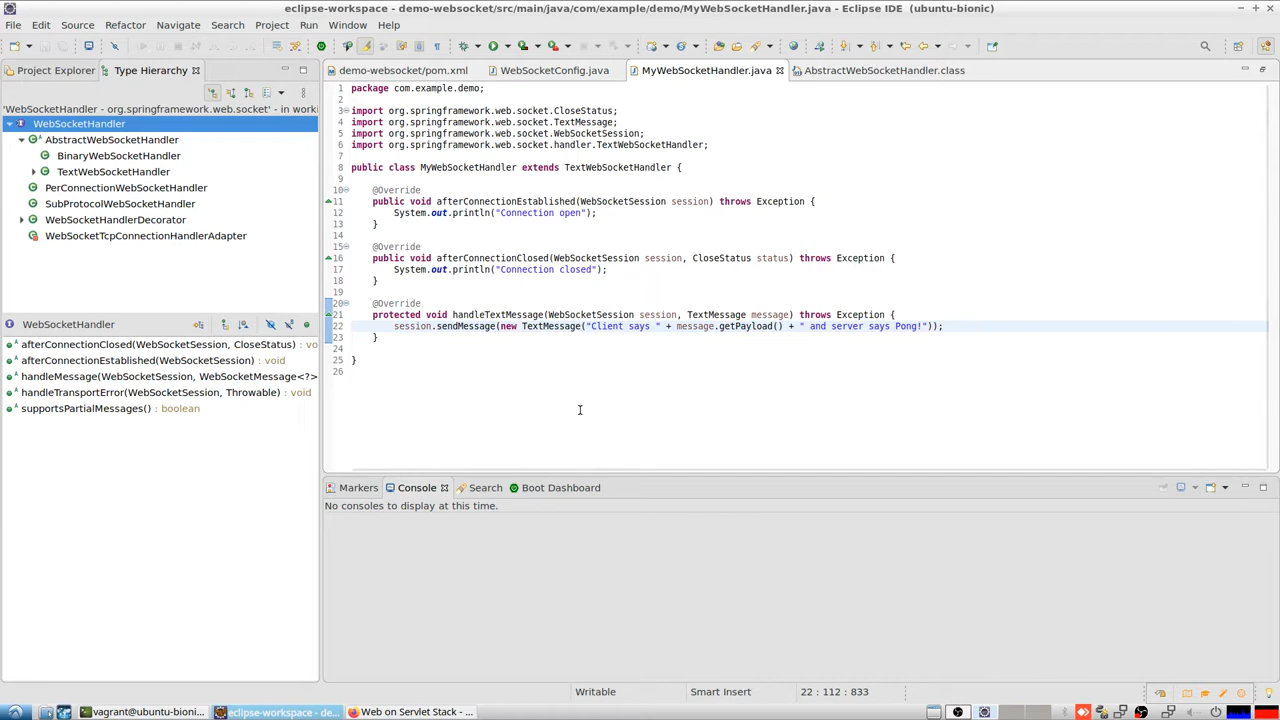 eclipse-workspace - demo-websocket/src/main/java/com/example/demo/MyWebSocketHandler.java - Eclipse IDE (ubuntu-bionic)
File Edit Source Refactor Navigate Search Project Run Window Help
Project Explorer Type Hierarchy
demo-websocket/pom.xml WebSocketConfig.java MyWebSocketHandler.java AbstractWebSocketHandler.class
'WebSocketHandler - org.springframework.web.socket' - in worki
WebSocketHandler
AbstractWebSocketHandler
BinaryWebSocketHandler
TextWebSocketHandler
PerConnectionWebSocketHandler
SubProtocolWebSocketHandler
WebSocketHandlerDecorator
WebSocketTcpConnectionHandlerAdapter
WebSocketHandler
afterConnectionClosed(WebSocketSession, CloseStatus) : vo
afterConnectionEstablished(WebSocketSession) : void
handleMessage(WebSocketSession, WebSocketMessage<?>
handleTransportError(WebSocketSession, Throwable) : void
supportsPartialMessages() : boolean
1 package com.example.demo;
2
3 import org.springframework.web.socket.CloseStatus;
4 import org.springframework.web.socket.TextMessage;
5 import org.springframework.web.socket.WebSocketSession;
6 import org.springframework.web.socket.handler.TextWebSocketHandler;
7
8 public class MyWebSocketHandler extends TextWebSocketHandler {
9
10 @Override
11 public void afterConnectionEstablished(WebSocketSession session) throws Exception {
12 System.out.println("Connection open");
13 }
14
15 @Override
16 public void afterConnectionClosed(WebSocketSession session, CloseStatus status) throws Exception {
17 System.out.println("Connection closed");
18 }
19
20 @Override
21 protected void handleTextMessage(WebSocketSession session, TextMessage message) throws Exception {
22 session.sendMessage(new TextMessage("Client says " + message.getPayload() + " and server says Pong!"));
23 }
24
25 }
26
Markers Console Search Boot Dashboard
No consoles to display at this time.
Writable Smart Insert 22 : 112 : 833
vagrant@ubuntu-bioni... eclipse-workspace - de... Web on Servlet Stack - ...